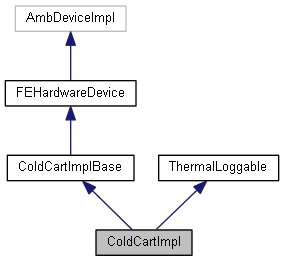 AmbDeviceImpl
FEHardwareDevice
ColdCartImplBase
ThermalLoggable
ColdCartImpl